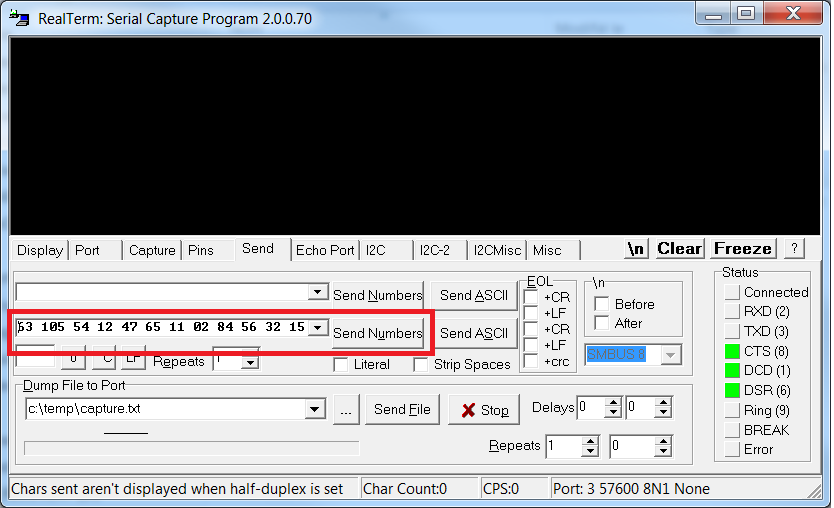 RealTerm: Serial Capture Program 2.0.0.70
Display Port Capture Pins Send Echo Port I2C I2C-2 I2CMisc Misc \n Clear Freeze ?
Send Numbers Send ASCII
63 105 54 12 47 65 11 02 84 56 32 15 Send Numbers Send ASCII
0 ^C LF Repeats 1 Literal Strip Spaces
EOL
+CR
+LF
+CR
+LF
+crc
\n
Before
After
SMBUS 8
Dump File to Port
c:\temp\capture.txt ... Send File Stop Delays 0 0
Repeats 1 0
Status
Connected
RXD (2)
TXD (3)
CTS (8)
DCD (1)
DSR (6)
Ring (9)
BREAK
Error
Chars sent aren't displayed when half-duplex is set Char Count:0 CPS:0 Port: 3 57600 8N1 None